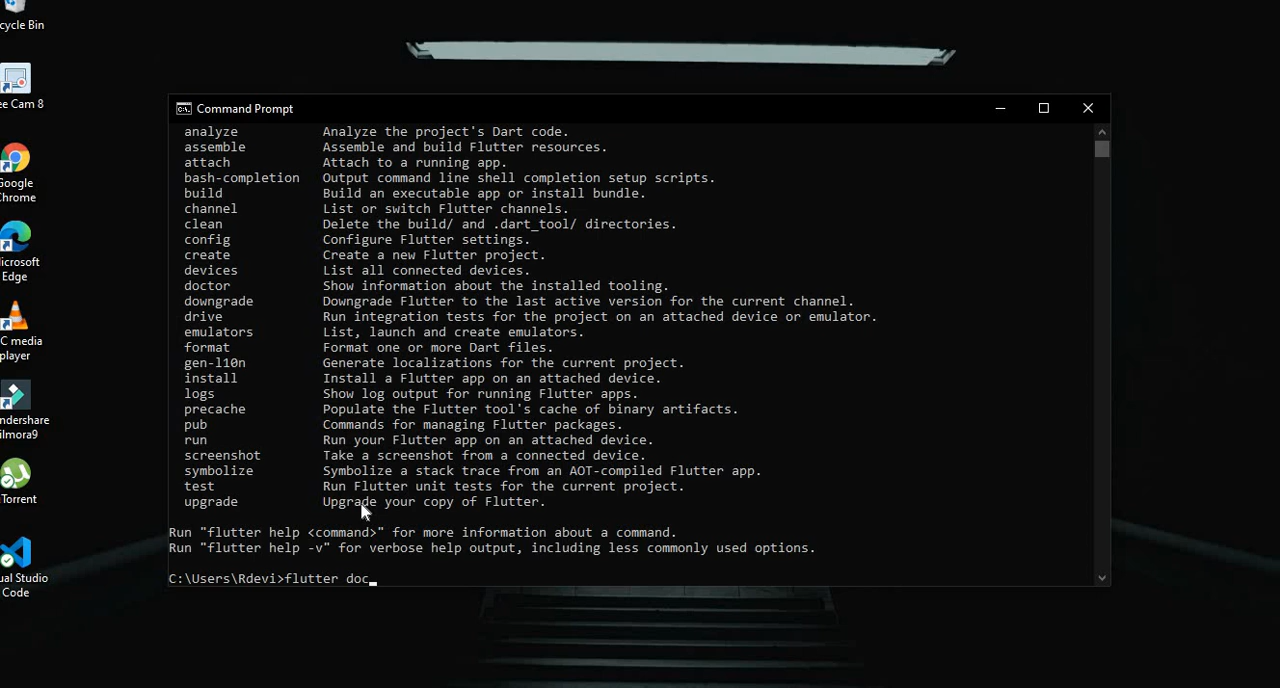 cycle Bin
ee Cam 8
Google
Chrome
icrosoft
Edge
C media
player
ndershare
ilmora9
Torrent
ual Studio
Code
Command Prompt
analyze Analyze the project's Dart code.
assemble Assemble and build Flutter resources.
attach Attach to a running app.
bash-completion Output command line shell completion setup scripts.
build Build an executable app or install bundle.
channel List or switch Flutter channels.
clean Delete the build/ and .dart_tool/ directories.
config Configure Flutter settings.
create Create a new Flutter project.
devices List all connected devices.
doctor Show information about the installed tooling.
downgrade Downgrade Flutter to the last active version for the current channel.
drive Run integration tests for the project on an attached device or emulator.
emulators List, launch and create emulators.
format Format one or more Dart files.
gen-l10n Generate localizations for the current project.
install Install a Flutter app on an attached device.
logs Show log output for running Flutter apps.
precache Populate the Flutter tool's cache of binary artifacts.
pub Commands for managing Flutter packages.
run Run your Flutter app on an attached device.
screenshot Take a screenshot from a connected device.
symbolize Symbolize a stack trace from an AOT-compiled Flutter app.
test Run Flutter unit tests for the current project.
upgrade Upgrade your copy of Flutter.
Run "flutter help <command>" for more information about a command.
Run "flutter help -v" for verbose help output, including less commonly used options.
C:\Users\Rdevi>flutter doc